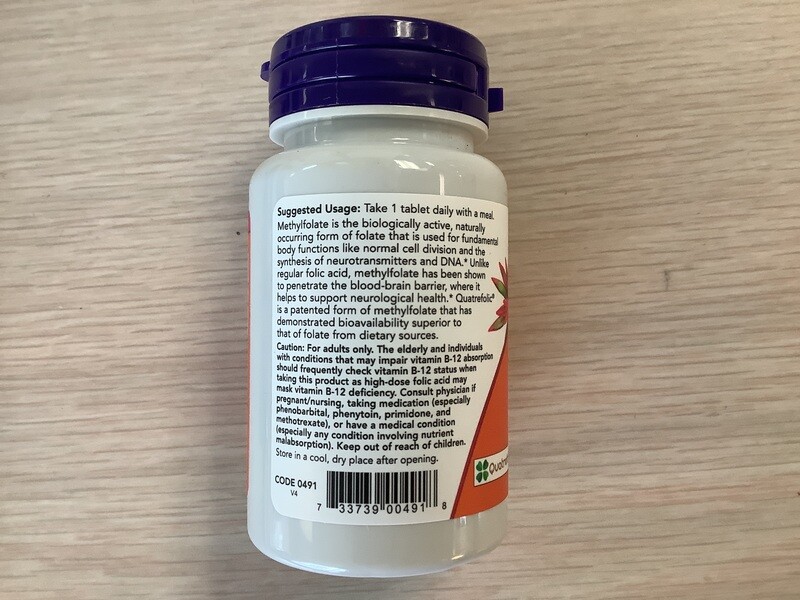 Suggested Usage: Take 1 tablet daily with a meal.
Methylfolate is the biologically active, naturally
occurring form of folate that is used for fundamental
body functions like normal cell division and the
synthesis of neurotransmitters and DNA.* Unlike
regular folic acid, methylfolate has been shown
to penetrate the blood-brain barrier, where it
helps to support neurological health.* Quatrefolic®
is a patented form of methylfolate that has
demonstrated bioavailability superior to
that of folate from dietary sources.
Caution: For adults only. The elderly and individuals
with conditions that may impair vitamin B-12 absorption
should frequently check vitamin B-12 status when
taking this product as high-dose folic acid may
mask vitamin B-12 deficiency. Consult physician if
pregnant/nursing, taking medication (especially
phenobarbital, phenytoin, primidone, and
methotrexate), or have a medical condition
(especially any condition involving nutrient
malabsorption). Keep out of reach of children.
Store in a cool, dry place after opening.
CODE 0491
V4
7 33739 00491 8